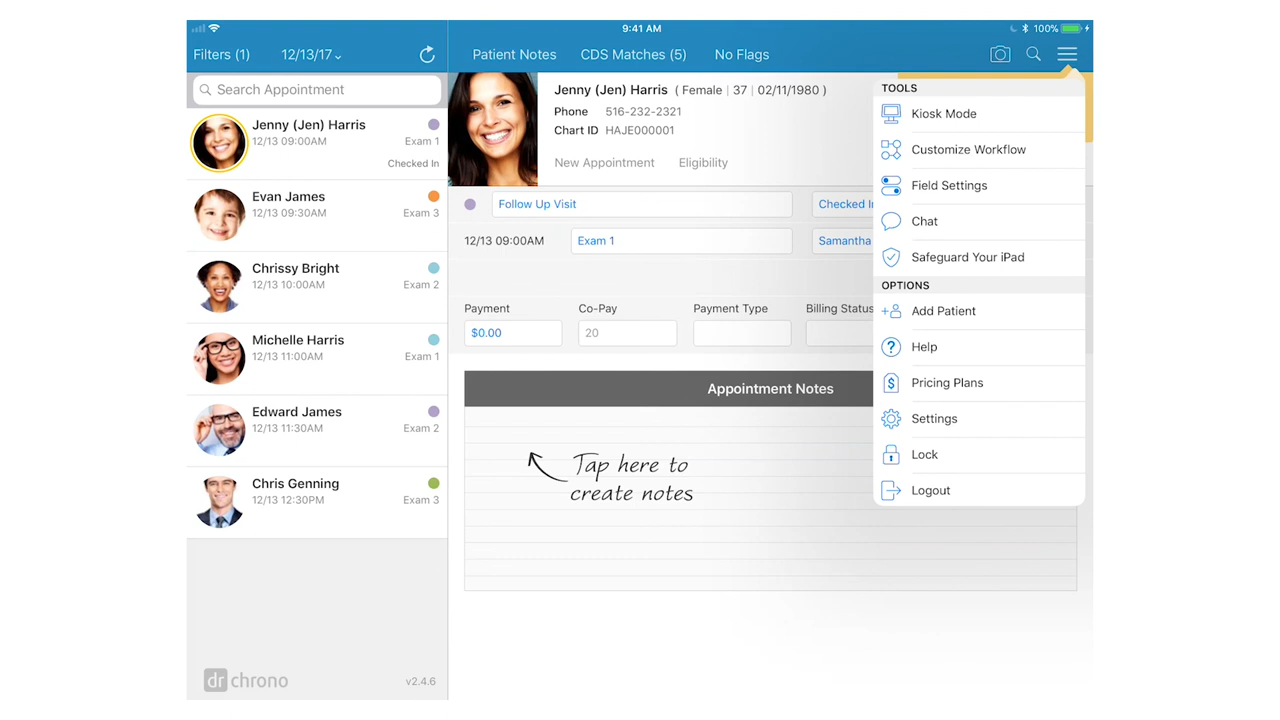 9:41 AM
100%
Filters (1)
12/13/17
Patient Notes
CDS Matches (5)
No Flags
Search Appointment
Jenny (Jen) Harris
12/13 09:00AM
Exam 1
Checked In
Evan James
12/13 09:30AM
Exam 3
Chrissy Bright
12/13 10:00AM
Exam 2
Michelle Harris
12/13 11:00AM
Exam 1
Edward James
12/13 11:30AM
Exam 2
Chris Genning
12/13 12:30PM
Exam 3
dr chrono
v2.4.6
Jenny (Jen) Harris ( Female | 37 | 02/11/1980 )
Phone 516-232-2321
Chart ID HAJE000001
New Appointment Eligibility
Follow Up Visit
Checked In
12/13 09:00AM
Exam 1
Samantha
Payment
Co-Pay
Payment Type
Billing Status
$0.00
20
Appointment Notes
Tap here to
create notes
TOOLS
Kiosk Mode
Customize Workflow
Field Settings
Chat
Safeguard Your iPad
OPTIONS
Add Patient
Help
Pricing Plans
Settings
Lock
Logout